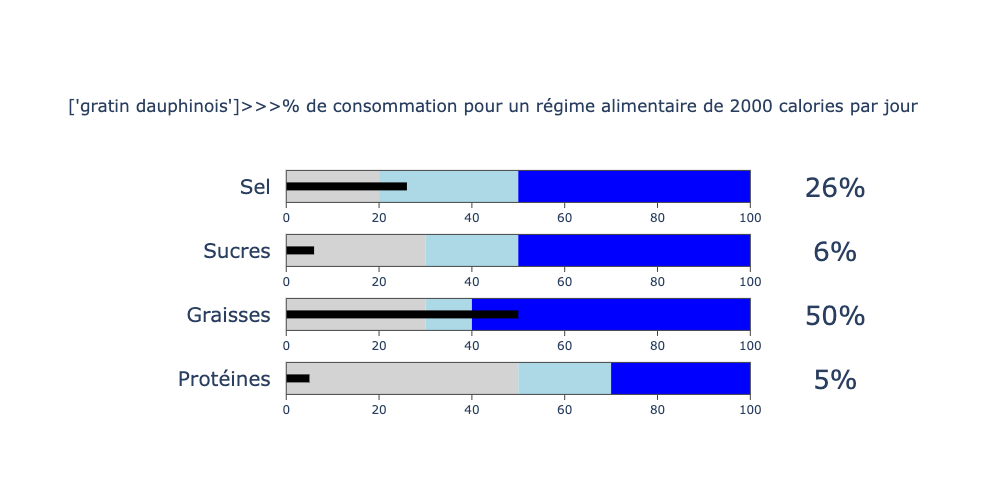 ['gratin dauphinois']>>>% de consommation pour un régime alimentaire de 2000 calories par jour
Sel 26%
0 20 40 60 80 100
Sucres 6%
0 20 40 60 80 100
Graisses 50%
0 20 40 60 80 100
Protéines 5%
0 20 40 60 80 100